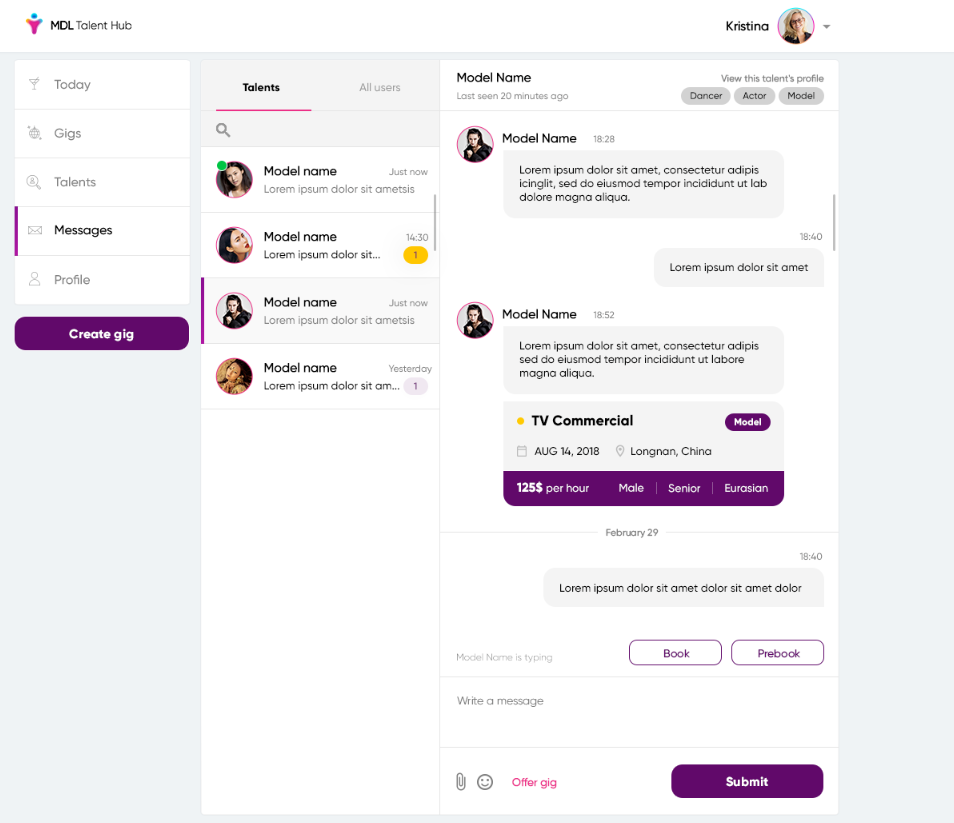 MDL Talent Hub
Kristina
Today
Gigs
Talents
Messages
Profile
Create gig
Talents
All users
Model name
Just now
Lorem ipsum dolor sit ametsis
Model name
14:30
Lorem ipsum dolor sit...
1
Model name
Just now
Lorem ipsum dolor sit ametsis
Model name
Yesterday
Lorem ipsum dolor sit am...
1
Model Name
View this talent's profile
Last seen 20 minutes ago
Dancer
Actor
Model
Model Name
18:28
Lorem ipsum dolor sit amet, consectetur adipis
icinglit, sed do eiusmod tempor incididunt ut lab
dolore magna aliqua.
18:40
Lorem ipsum dolor sit amet
Model Name
18:52
Lorem ipsum dolor sit amet, consectetur adipis
sed do eiusmod tempor incididunt ut labore
magna aliqua.
TV Commercial
Model
AUG 14, 2018
Longnan, China
125$ per hour
Male
Senior
Eurasian
February 29
18:40
Lorem ipsum dolor sit amet dolor sit amet dolor
Model Name is typing
Book
Prebook
Write a message
Offer gig
Submit